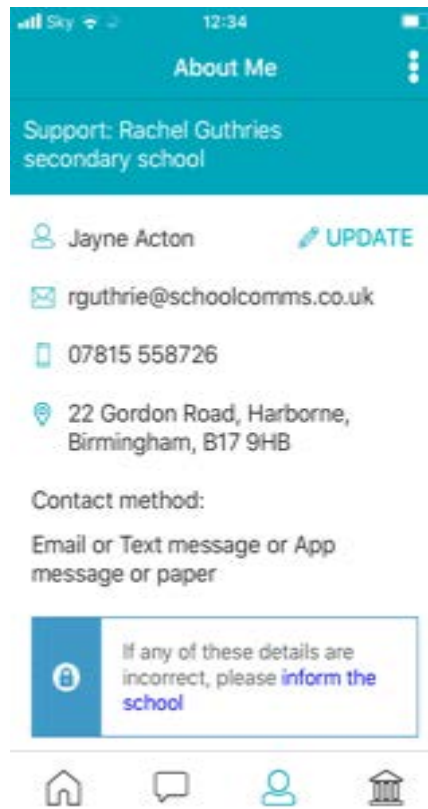 Sky 12:34
About Me
Support: Rachel Guthries
secondary school
Jayne Acton UPDATE
rguthrie@schoolcomms.co.uk
07815 558726
22 Gordon Road, Harborne,
Birmingham, B17 9HB
Contact method:
Email or Text message or App
message or paper
If any of these details are
incorrect, please inform the
school